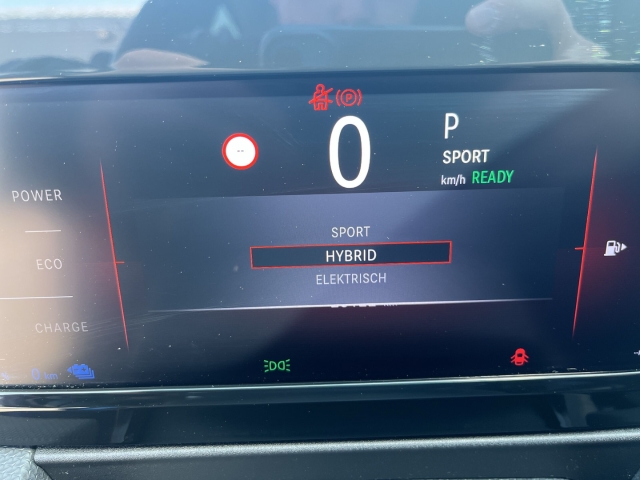 0
P
SPORT
km/h READY
POWER
ECO
CHARGE
SPORT
HYBRID
ELEKTRISCH